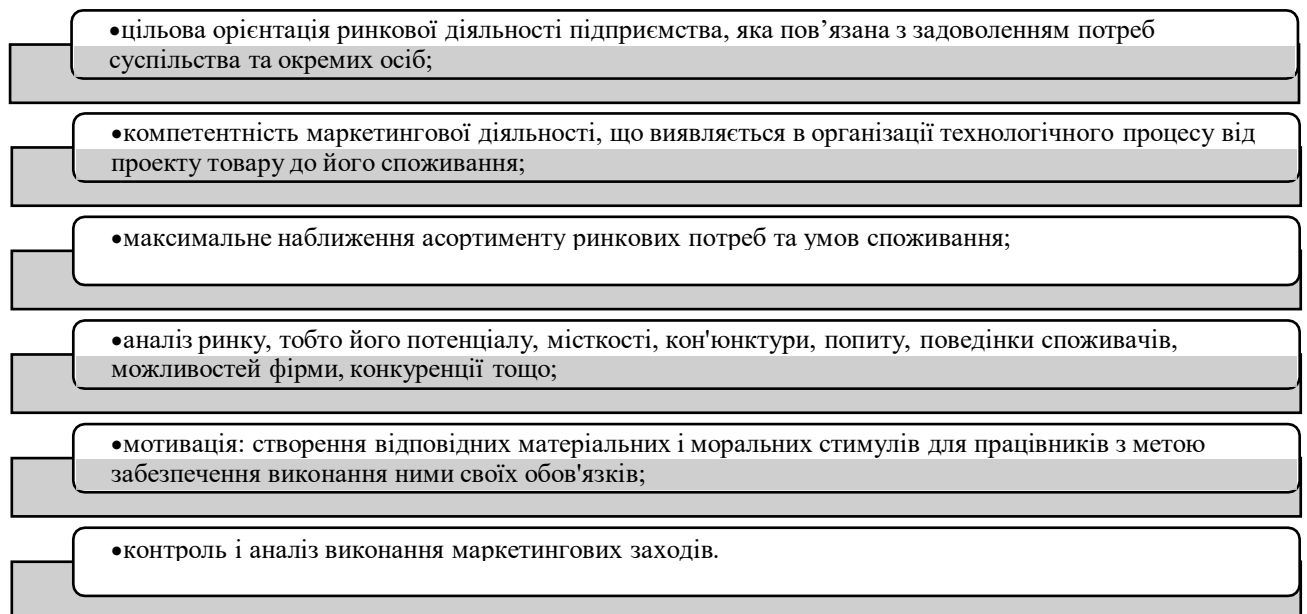 •цільова орієнтація ринкової діяльності підприємства, яка пов’язана з задоволенням потреб
суспільства та окремих осіб;
•компетентність маркетингової діяльності, що виявляється в організації технологічного процесу від
проекту товару до його споживання;
•максимальне наближення асортименту ринкових потреб та умов споживання;
•аналіз ринку, тобто його потенціалу, місткості, кон'юнктури, попиту, поведінки споживачів,
можливостей фірми, конкуренції тощо;
•мотивація: створення відповідних матеріальних і моральних стимулів для працівників з метою
забезпечення виконання ними своїх обов'язків;
•контроль і аналіз виконання маркетингових заходів.